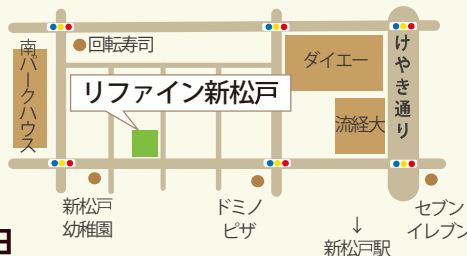 南パークハウス
回転寿司
ダイエー
けやき通り
リファイン新松戸
流経大
新松戸
幼稚園
ドミノ
ピザ
↓
新松戸駅
セブン
イレブン